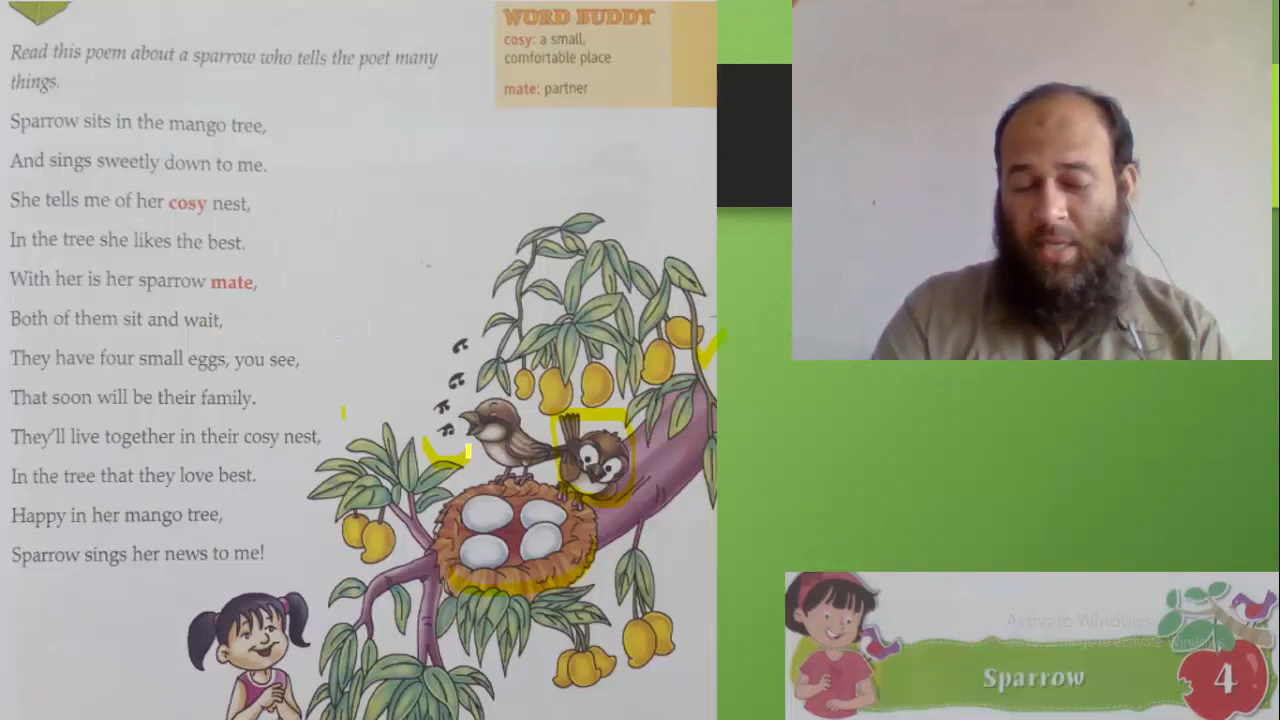 WORD BUDDY
cosy: a small,
comfortable place
mate: partner
Read this poem about a sparrow who tells the poet many
things.
Sparrow sits in the mango tree,
And sings sweetly down to me.
She tells me of her cosy nest,
In the tree she likes the best.
With her is her sparrow mate,
Both of them sit and wait,
They have four small eggs, you see,
That soon will be their family.
They'll live together in their cosy nest,
In the tree that they love best.
Happy in her mango tree,
Sparrow sings her news to me!
Activate Windows
Sparrow
4